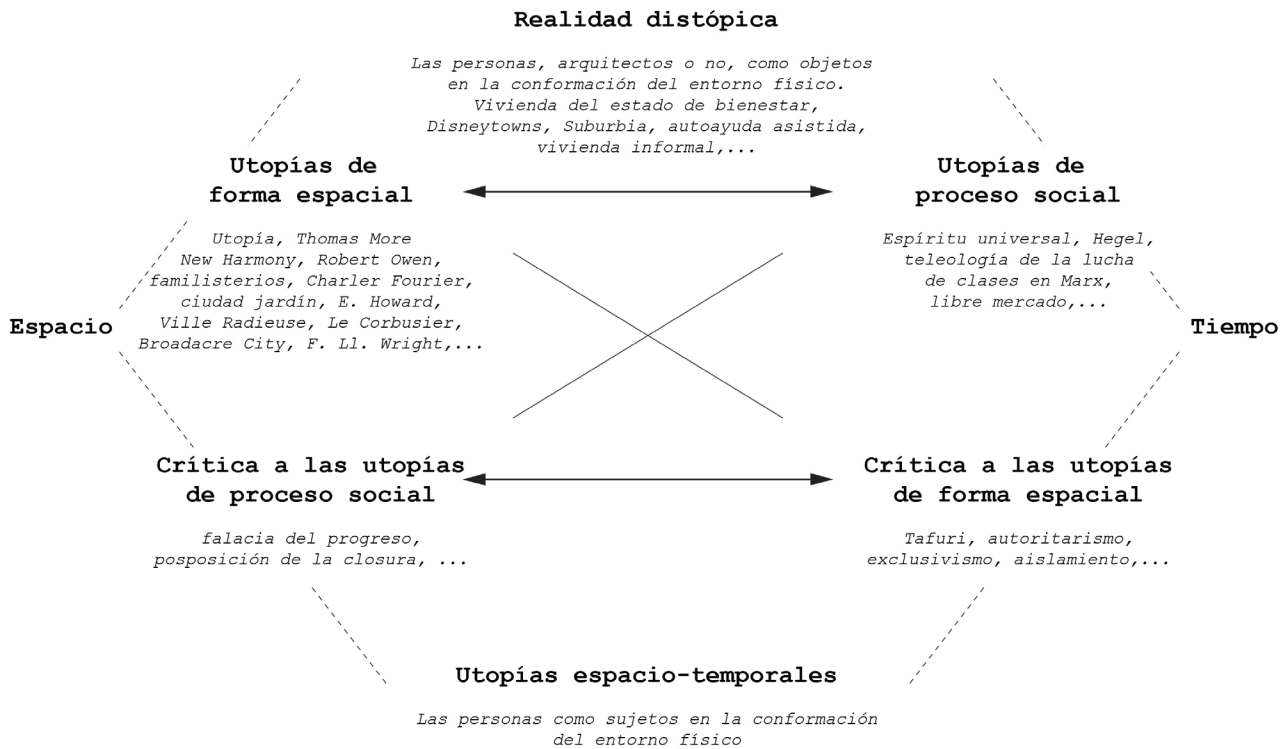 Realidad distópica
Las personas, arquitectos o no, como objetos
en la conformación del entorno físico.
Vivienda del estado de bienestar,
Disneytowns, Suburbia, autoayuda asistida,
vivienda informal,...
Utopías de
forma espacial
Utopía, Thomas More
New Harmony, Robert Owen,
familisterios, Charler Fourier,
ciudad jardín, E. Howard,
Ville Radieuse, Le Corbusier,
Broadacre City, F. Ll. Wright,...
Utopías de
proceso social
Espíritu universal, Hegel,
teleología de la lucha
de clases en Marx,
libre mercado,...
Espacio
Tiempo
Crítica a las utopías
de proceso social
falacia del progreso,
posposición de la closura, ...
Crítica a las utopías
de forma espacial
Tafuri, autoritarismo,
exclusivismo, aislamiento,...
Utopías espacio-temporales
Las personas como sujetos en la conformación
del entorno físico